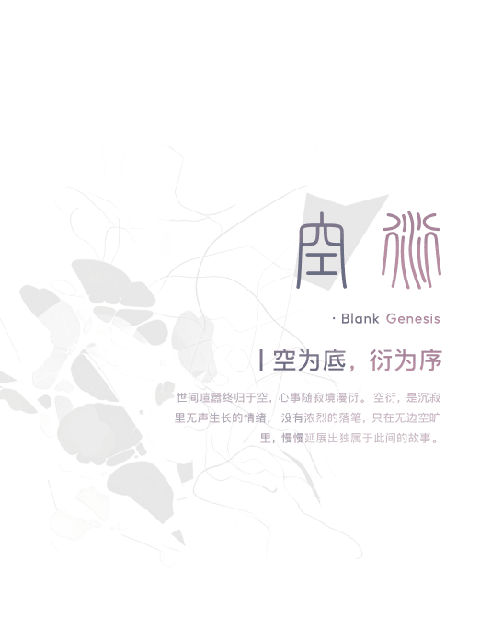 空 衍
· Blank Genesis
空为底，衍为序
世间喧嚣终归于空，心事随寂境漫衍。空衍，是沉寂
里无声生长的情绪。没有浓烈的落笔，只在无边空旷
里，慢慢延展出独属于此间的故事。